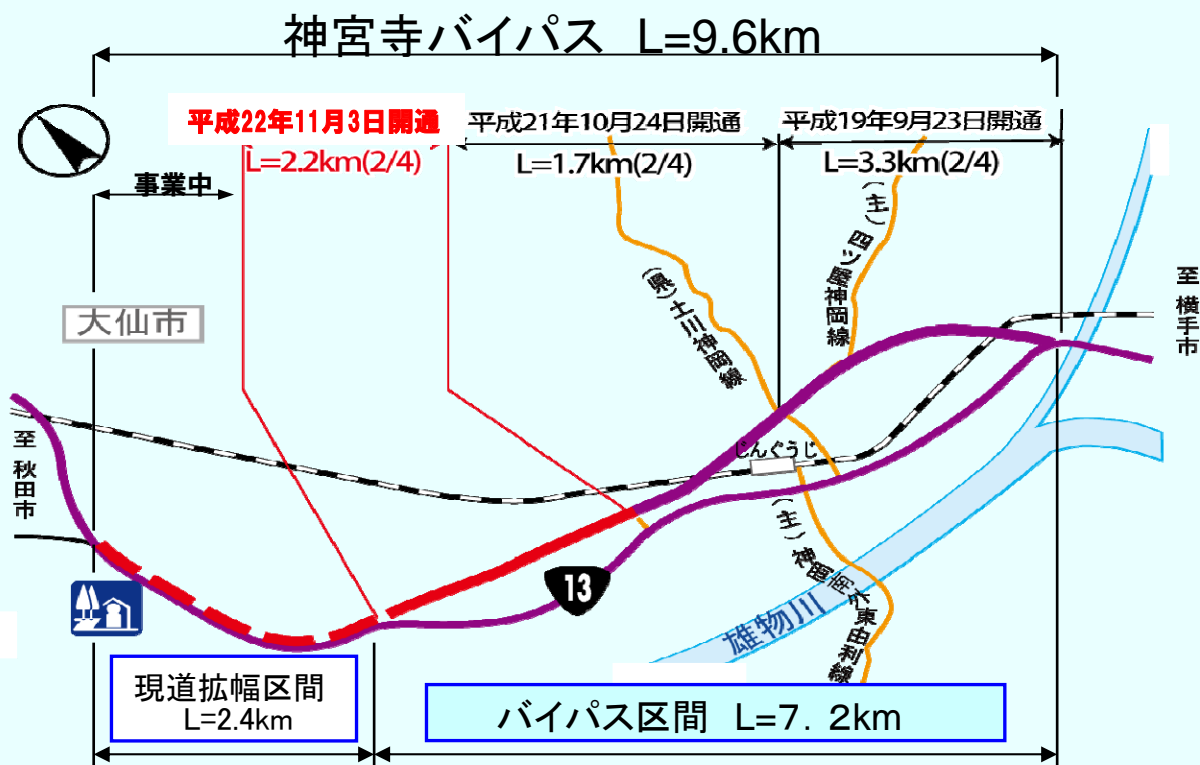 神宮寺バイパス L=9.6km
平成22年11月3日開通
L=2.2km(2/4)
平成21年10月24日開通
L=1.7km(2/4)
平成19年9月23日開通
L=3.3km(2/4)
事業中
大仙市
(主)四ツ屋神岡線
(県)土川神岡線
至 横手市
至 秋田市
じんぐうじ
13
(主)神岡南外東由利線
雄物川
現道拡幅区間
L=2.4km
バイパス区間 L=7.2km